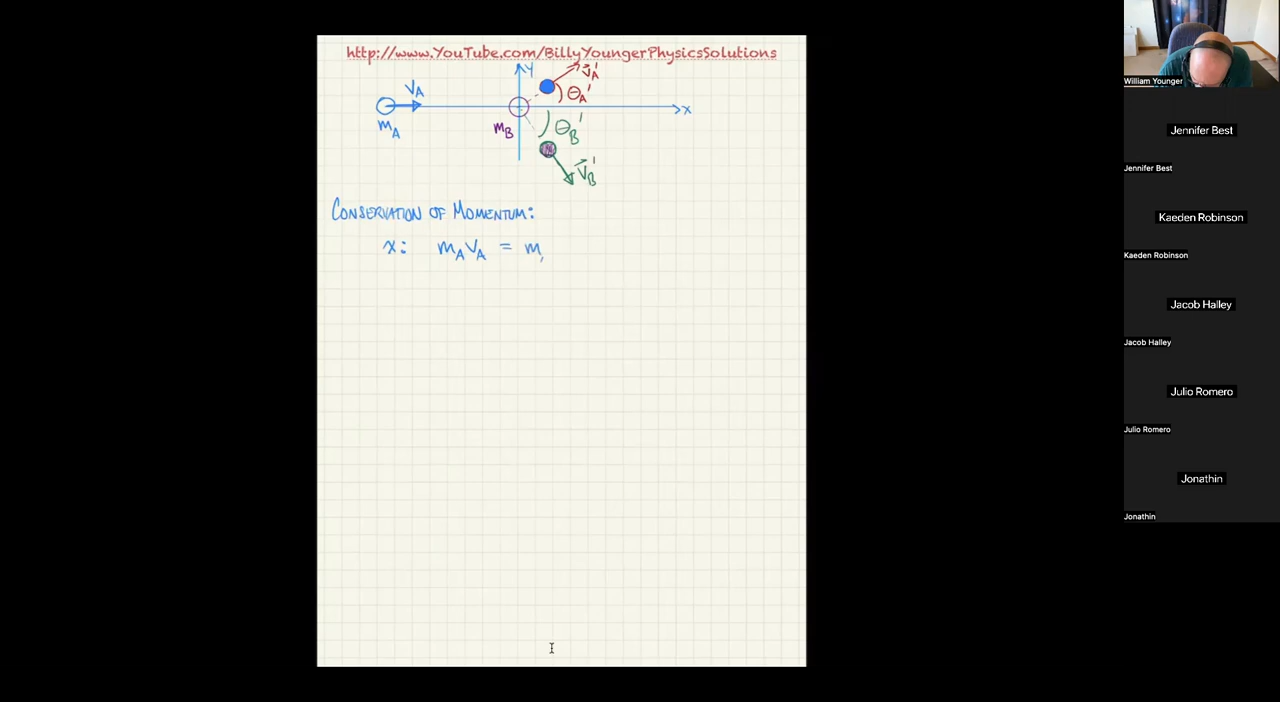 http://www.YouTube.com/BillyYoungerPhysicsSolutions
Y
V⃗A'
VA
θA'
x
mA
mB
θB'
V⃗B'
CONSERVATION OF MOMENTUM:
x: mAVA = m
William Younger
Jennifer Best
Jennifer Best
Kaeden Robinson
Kaeden Robinson
Jacob Halley
Jacob Halley
Julio Romero
Julio Romero
Jonathin
Jonathin